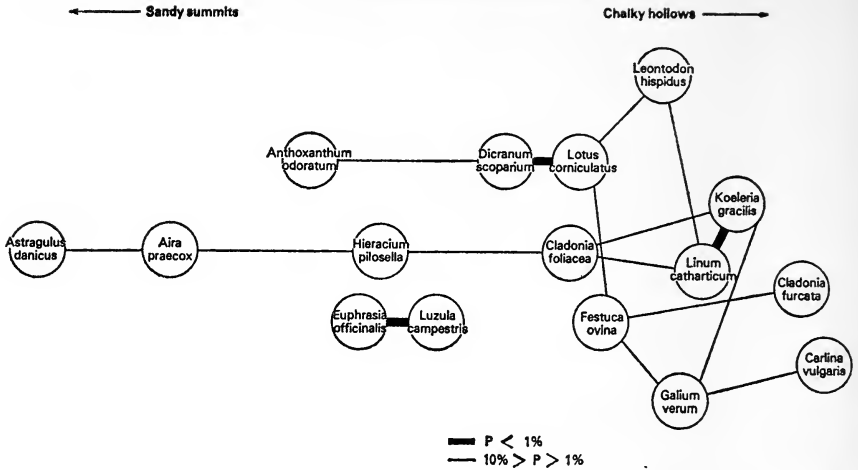 Sandy summits
Chalky hollows
Leontodon
hispidus
Anthoxanthum
odoratum
Dicranum
scoparium
Lotus
corniculatus
Koeleria
gracilis
Astragulus
danicus
Aira
praecox
Hieracium
pilosella
Cladonia
foliacea
Linum
catharticum
Cladonia
furcata
Euphrasia
officinalis
Luzula
campestris
Festuca
ovina
Carlina
vulgaris
Galium
verum
P < 1%
10% > P > 1%